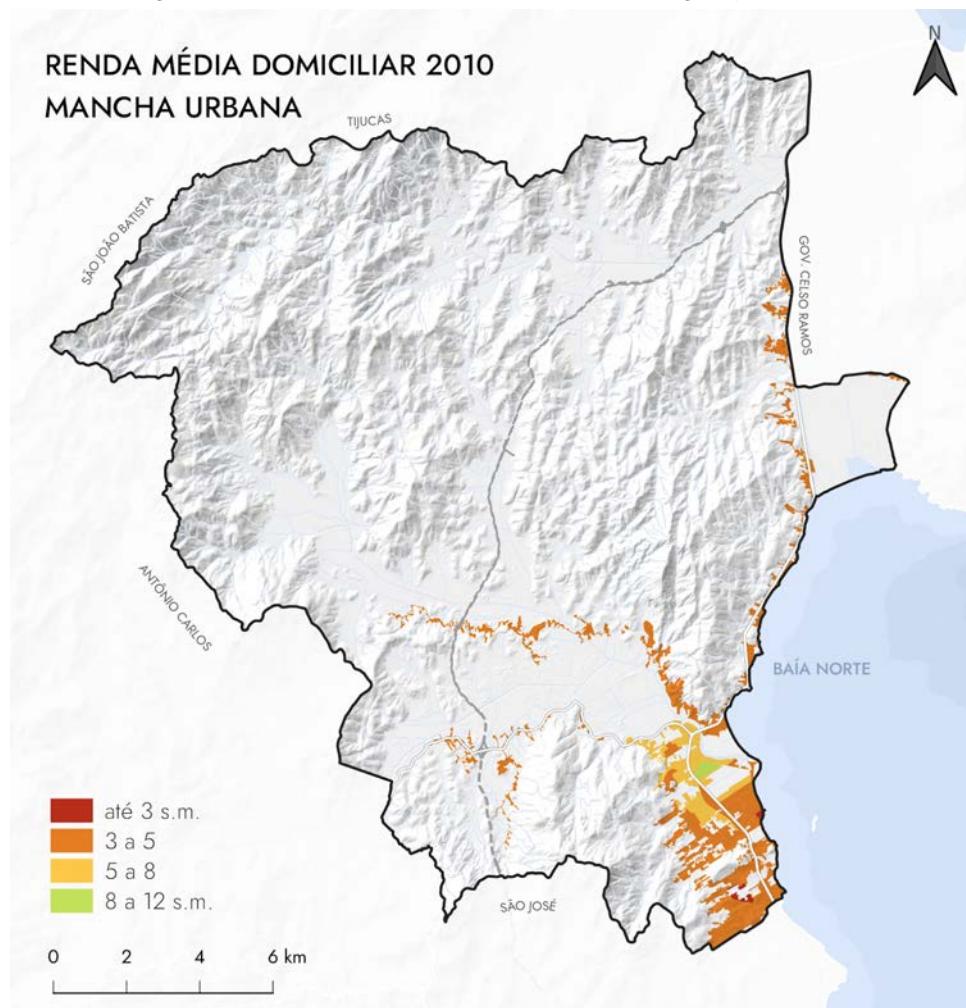 RENDA MÉDIA DOMICILIAR 2010
MANCHA URBANA
N
TIJUCAS
SÃO JOÃO BATISTA
GOV. CELSO RAMOS
ANTÔNIO CARLOS
BAÍA NORTE
SÃO JOSÉ
até 3 s.m.
3 a 5
5 a 8
8 a 12 s.m.
0 2 4 6 km